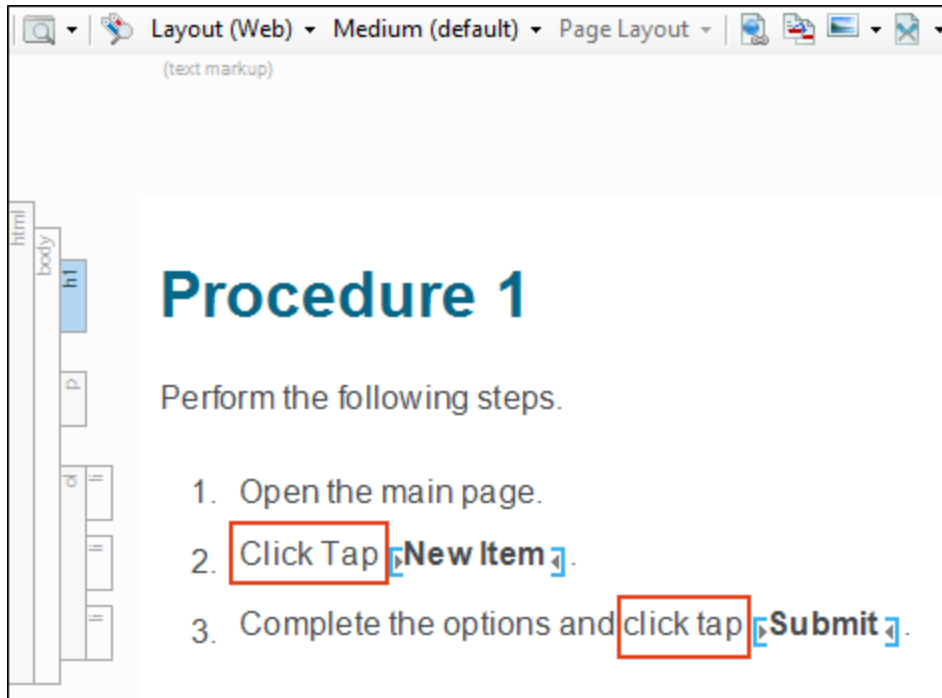 Layout (Web) Medium (default) Page Layout
(text markup)
html
body
h1
Procedure 1
p
Perform the following steps.
ol
li
1. Open the main page.
li
2. Click Tap New Item .
li
3. Complete the options and click tap Submit .